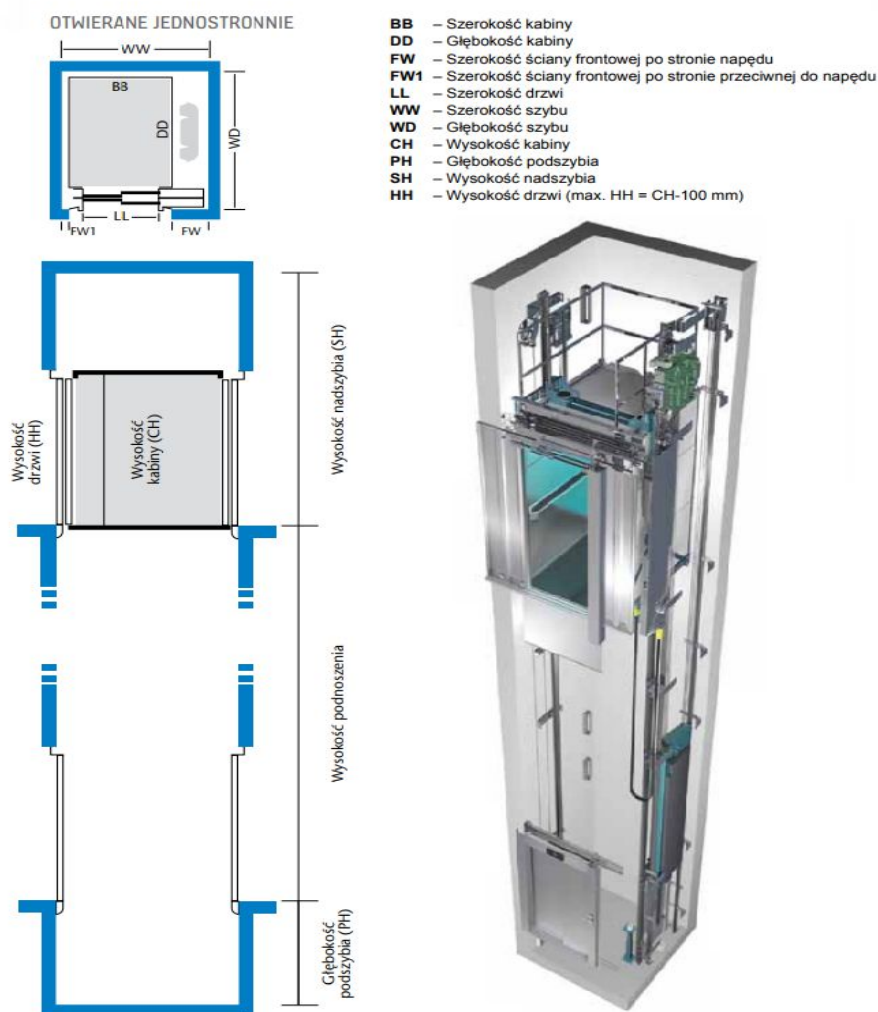 OTWIERANE JEDNOSTRONNIE
WW
BB
DD
WD
LL
FW1
FW
BB – Szerokość kabiny
DD – Głębokość kabiny
FW – Szerokość ściany frontowej po stronie napędu
FW1 – Szerokość ściany frontowej po stronie przeciwnej do napędu
LL – Szerokość drzwi
WW – Szerokość szybu
WD – Głębokość szybu
CH – Wysokość kabiny
PH – Głębokość podszybia
SH – Wysokość nadszybia
HH – Wysokość drzwi (max. HH = CH-100 mm)
Wysokość
drzwi (HH)
Wysokość
kabiny (CH)
Wysokość nadszybia (SH)
Wysokość podnoszenia
Głębokość
podszybia (PH)